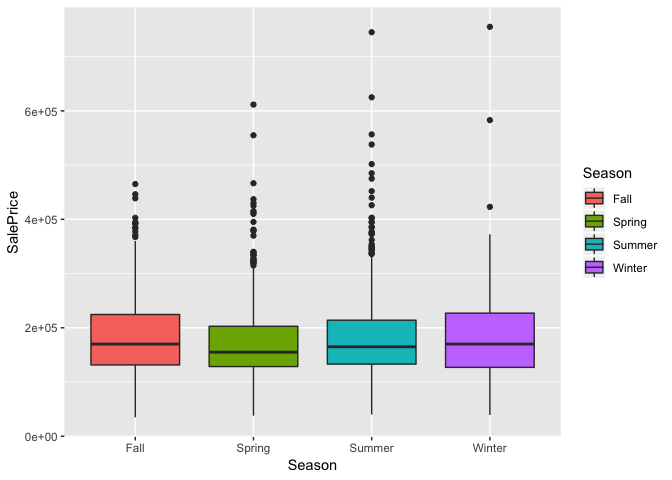 6e+05
4e+05
2e+05
0e+00
SalePrice
Fall
Spring
Summer
Winter
Season
Season
Fall
Spring
Summer
Winter